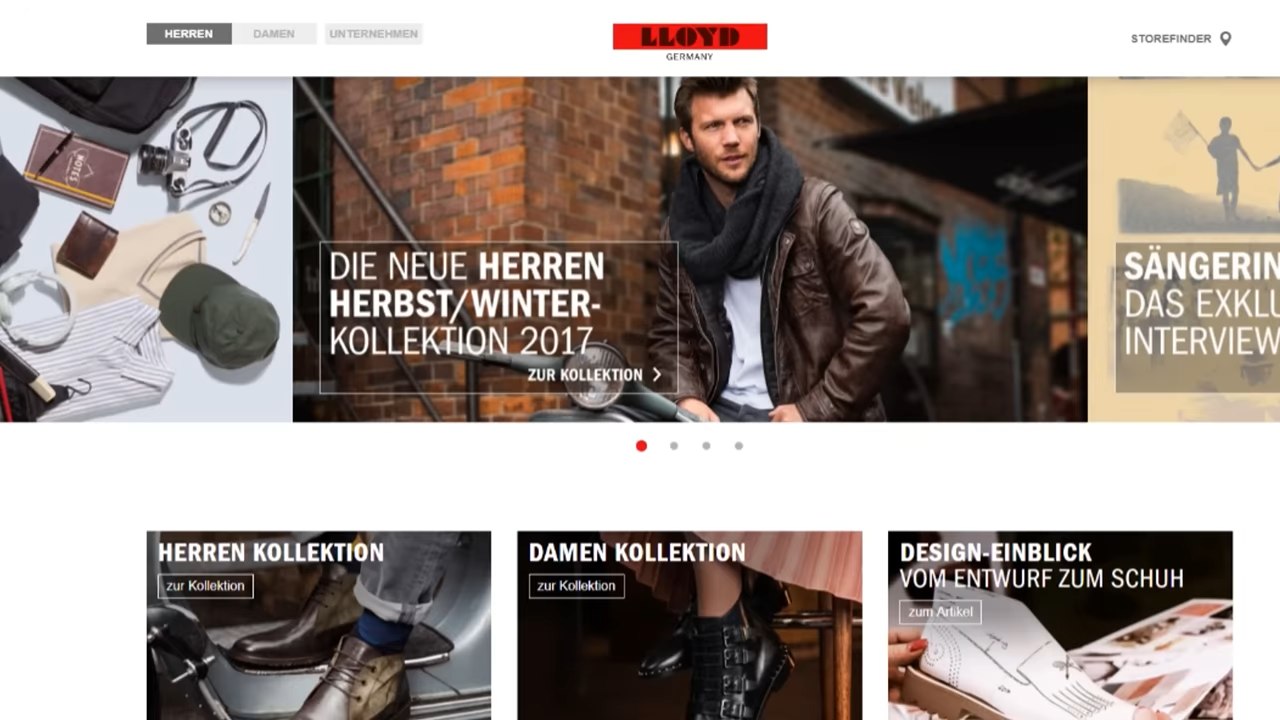 HERREN
DAMEN
UNTERNEHMEN
LLOYD
GERMANY
STOREFINDER
NOTES
DIE NEUE HERREN
HERBST/WINTER-
KOLLEKTION 2017
ZUR KOLLEKTION
SÄNGERIN
DAS EXKLU
INTERVIEW
HERREN KOLLEKTION
zur Kollektion
DAMEN KOLLEKTION
zur Kollektion
DESIGN-EINBLICK
VOM ENTWURF ZUM SCHUH
zum Artikel